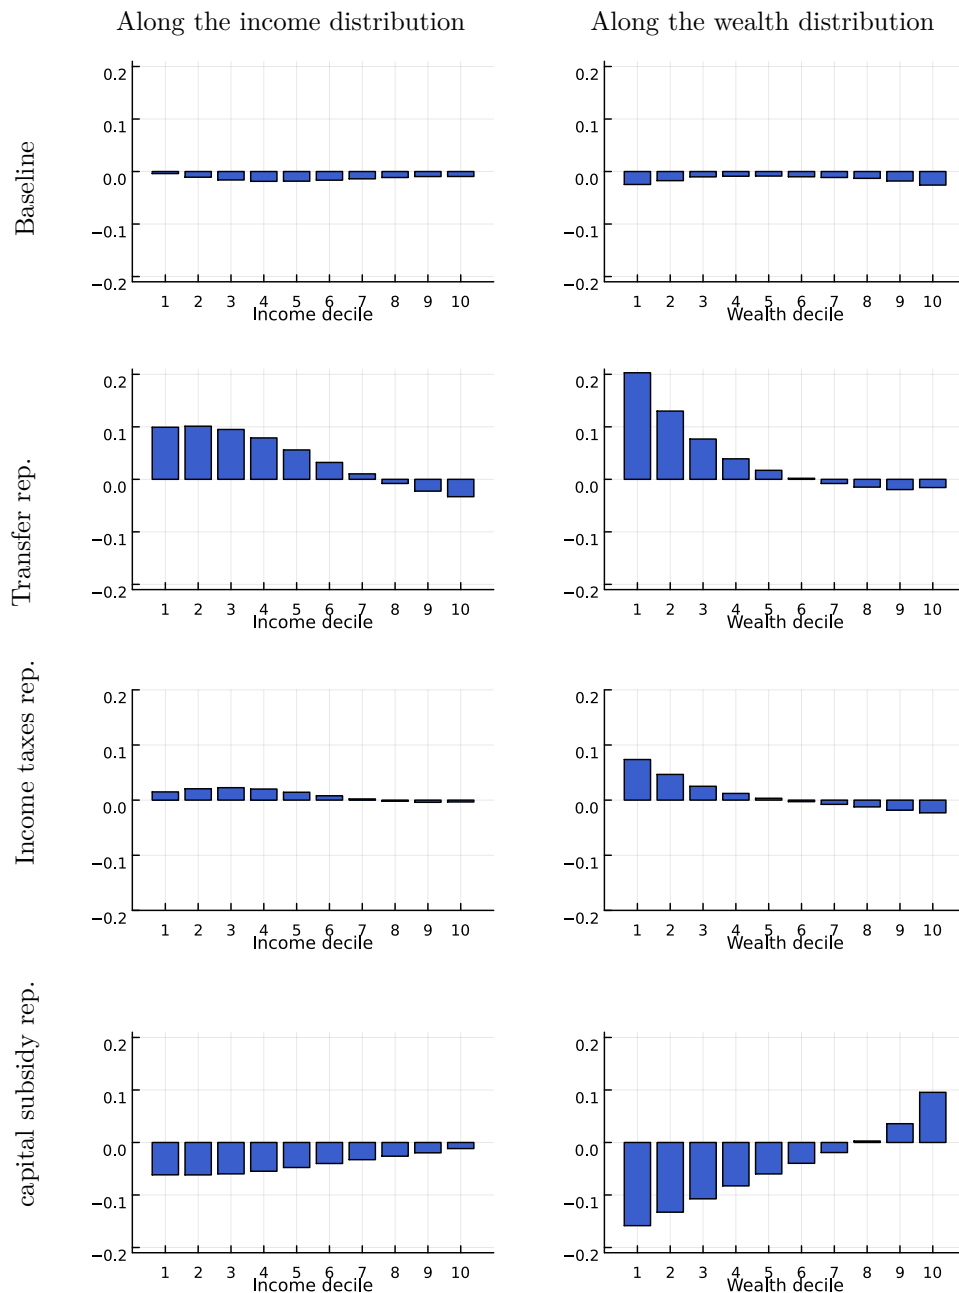 Along the income distribution
Along the wealth distribution
Baseline
0.2
0.1
0.0
−0.1
−0.2
1 2 3 4 5 6 7 8 9 10
Income decile
0.2
0.1
0.0
−0.1
−0.2
1 2 3 4 5 6 7 8 9 10
Wealth decile
Transfer rep.
0.2
0.1
0.0
−0.1
−0.2
1 2 3 4 5 6 7 8 9 10
Income decile
0.2
0.1
0.0
−0.1
−0.2
1 2 3 4 5 6 7 8 9 10
Wealth decile
Income taxes rep.
0.2
0.1
0.0
−0.1
−0.2
1 2 3 4 5 6 7 8 9 10
Income decile
0.2
0.1
0.0
−0.1
−0.2
1 2 3 4 5 6 7 8 9 10
Wealth decile
capital subsidy rep.
0.2
0.1
0.0
−0.1
−0.2
1 2 3 4 5 6 7 8 9 10
Income decile
0.2
0.1
0.0
−0.1
−0.2
1 2 3 4 5 6 7 8 9 10
Wealth decile